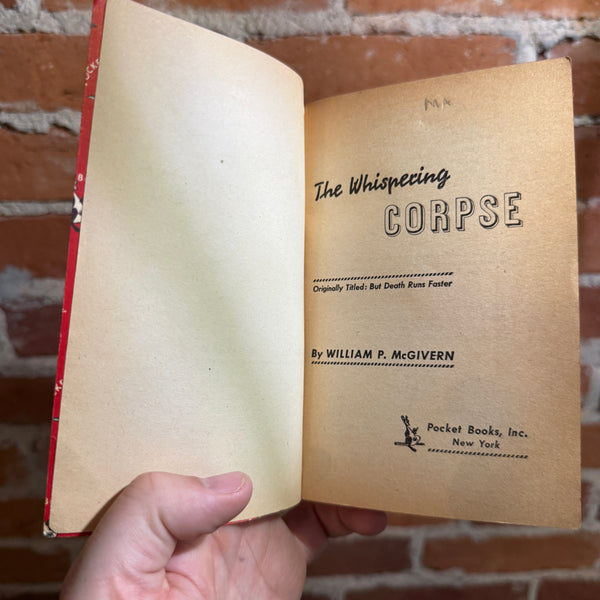 The Whispering
CORPSE
Originally Titled: But Death Runs Faster
By WILLIAM P. McGIVERN
Pocket Books, Inc.
New York